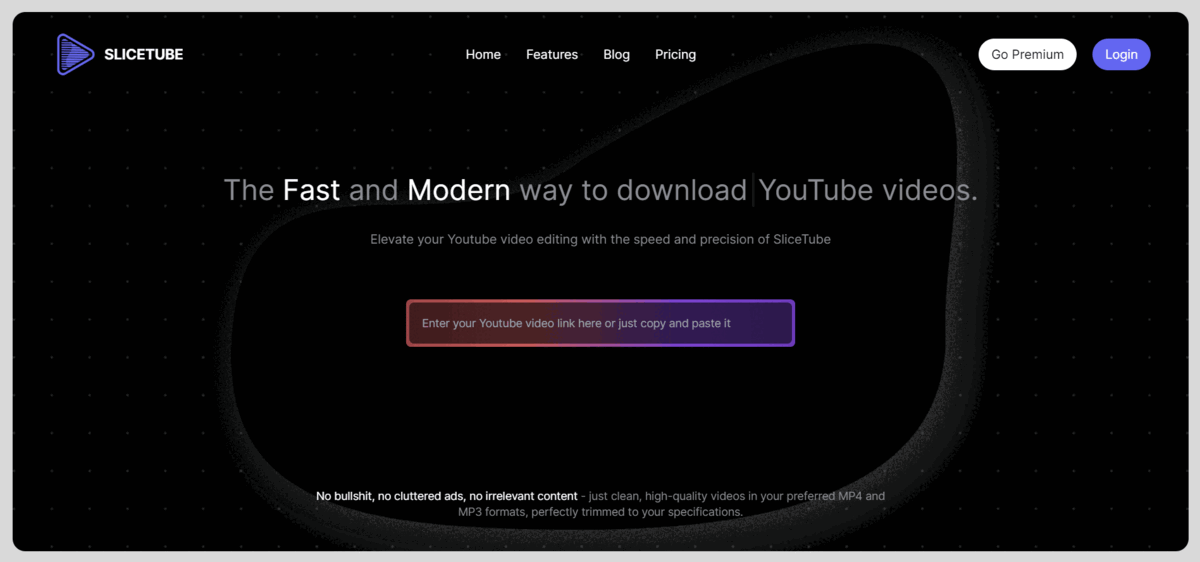 SLICETUBE
Home Features Blog Pricing
Go Premium Login
The Fast and Modern way to download YouTube videos.
Elevate your Youtube video editing with the speed and precision of SliceTube
Enter your Youtube video link here or just copy and paste it
No bullshit, no cluttered ads, no irrelevant content - just clean, high-quality videos in your preferred MP4 and
MP3 formats, perfectly trimmed to your specifications.